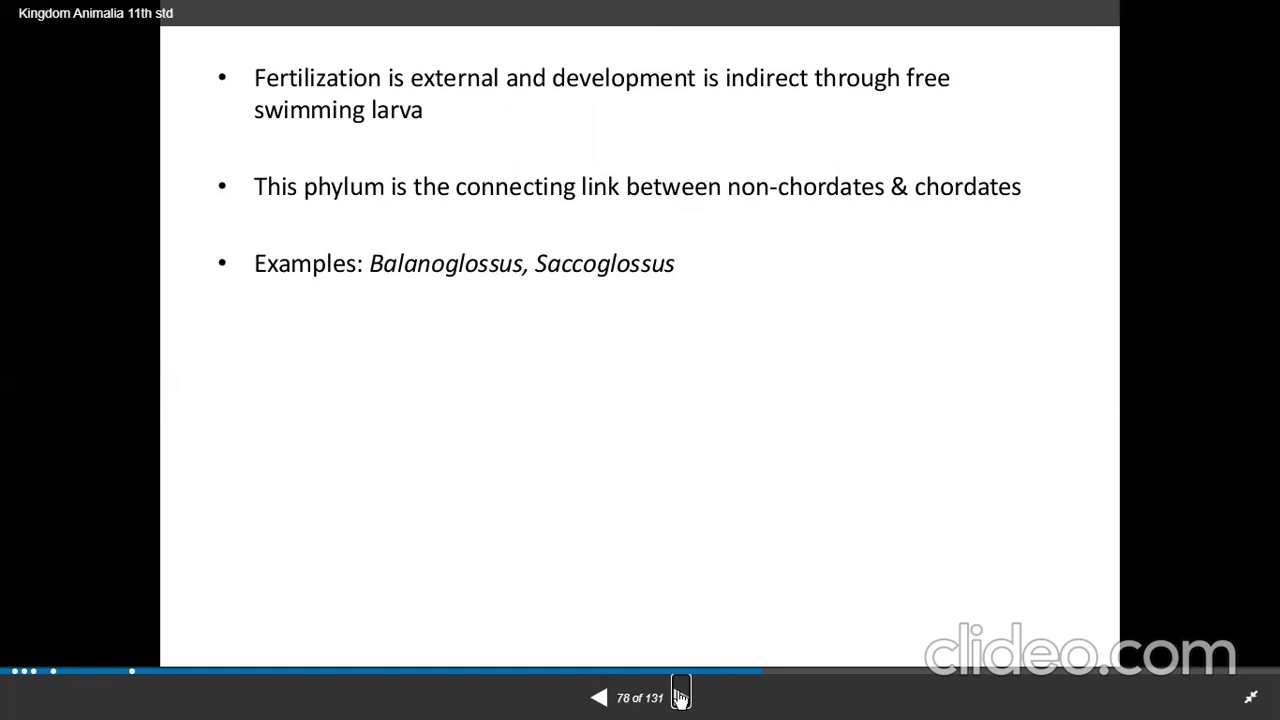 Kingdom Animalia 11th std
• Fertilization is external and development is indirect through free
swimming larva
• This phylum is the connecting link between non-chordates & chordates
• Examples: Balanoglossus, Saccoglossus
clideo.com
78 of 131